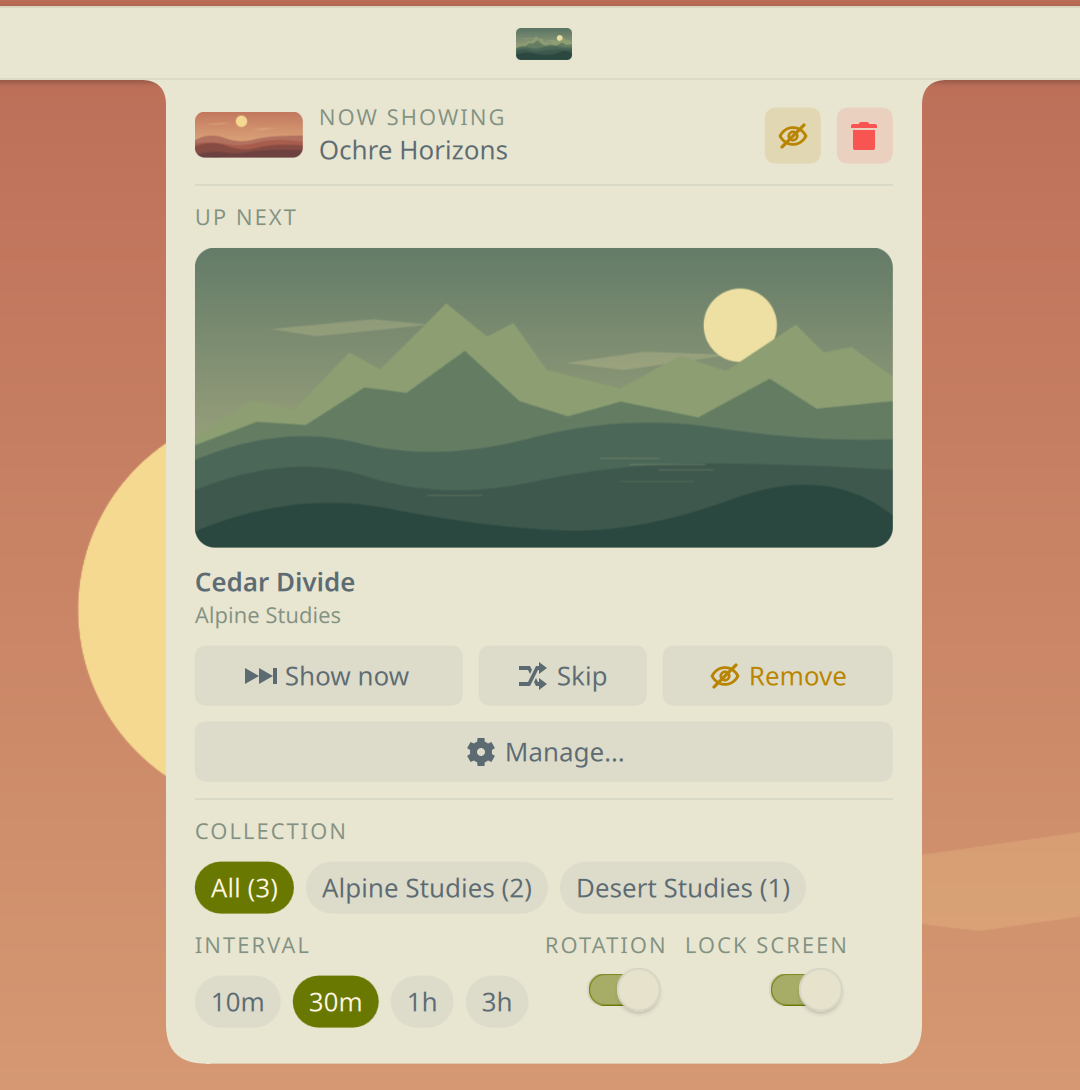 NOW SHOWING
Ochre Horizons
UP NEXT
Cedar Divide
Alpine Studies
Show now Skip Remove
Manage...
COLLECTION
All (3) Alpine Studies (2) Desert Studies (1)
INTERVAL ROTATION LOCK SCREEN
10m 30m 1h 3h